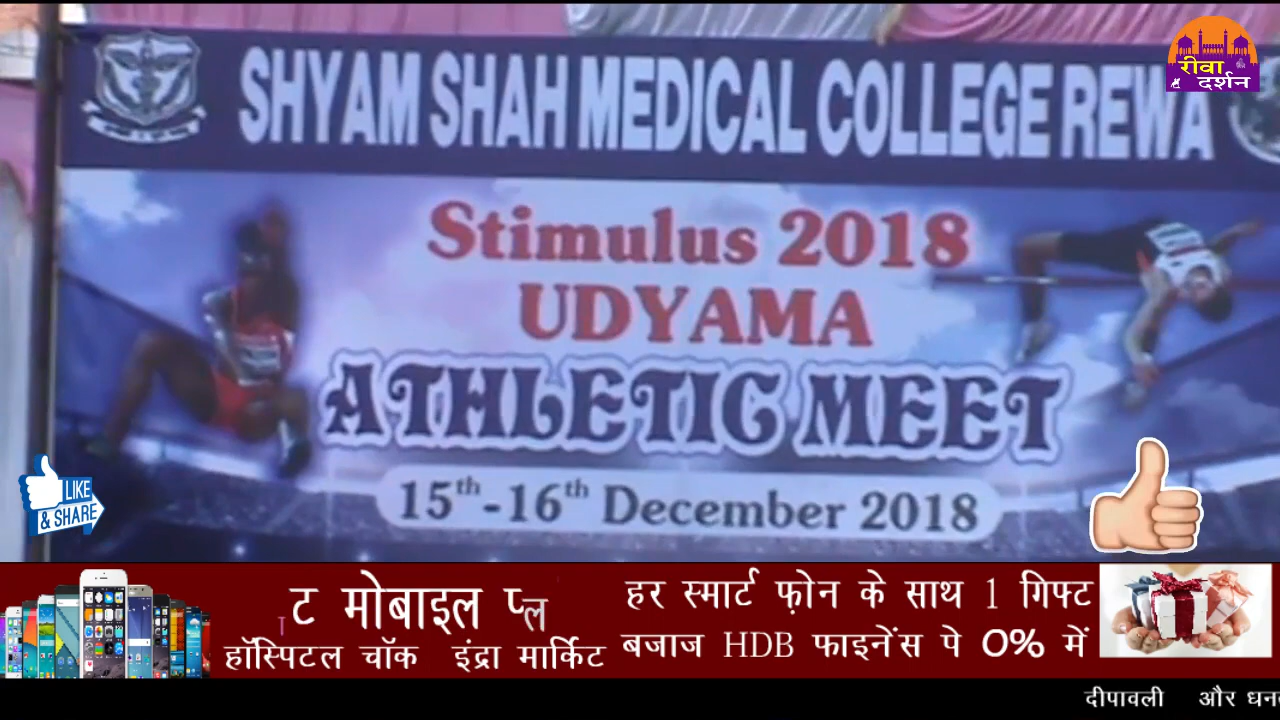 SHYAM SHAH MEDICAL COLLEGE REWA
रीवा
दर्शन
Stimulus 2018
UDYAMA
ATHLETIC MEET
15th-16th December 2018
LIKE
& SHARE
ट मोबाइल प्ल
हॉस्पिटल चॉक इंद्रा मार्किट
हर स्मार्ट फ़ोन के साथ 1 गिफ्ट
बजाज HDB फाइनेंस पे 0% में
दीपावली और धन